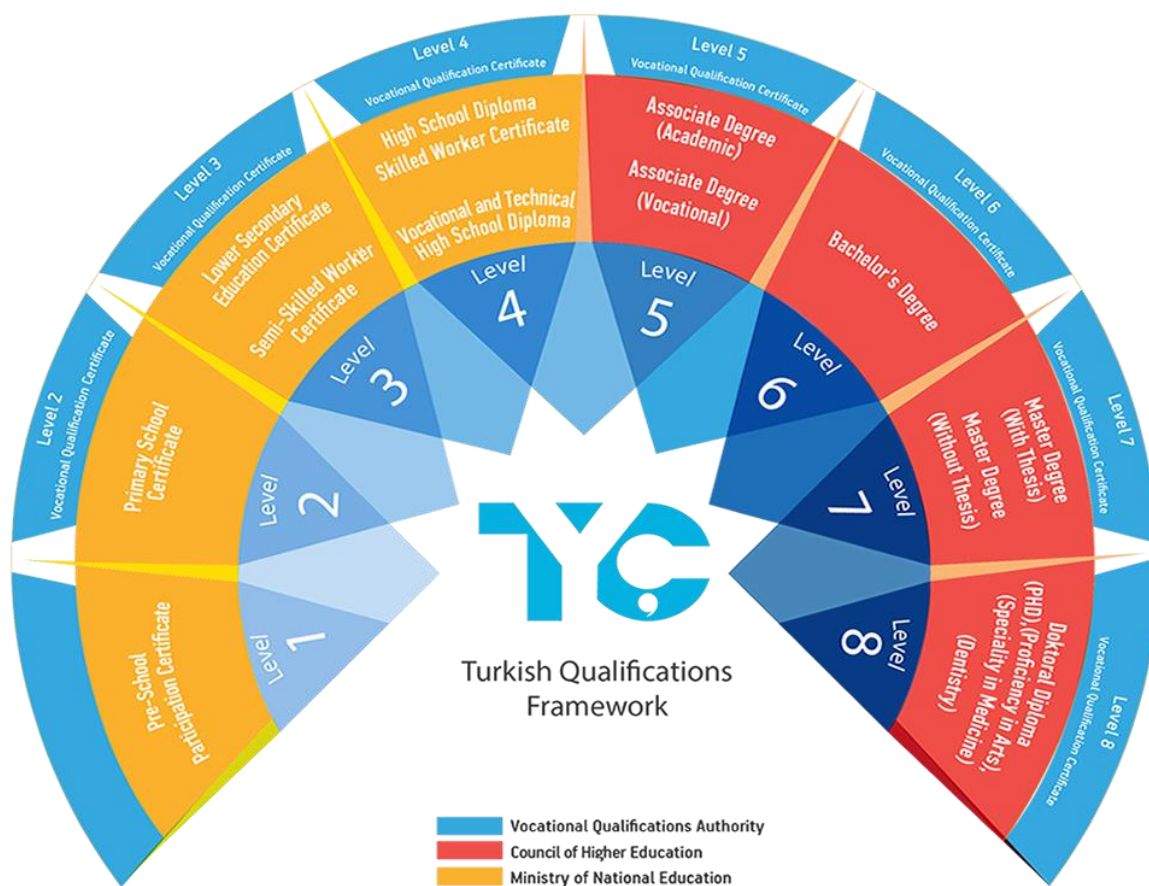 Level 2
Vocational Qualification Certificate
Level 3
Vocational Qualification Certificate
Level 4
Vocational Qualification Certificate
Level 5
Vocational Qualification Certificate
Level 6
Vocational Qualification Certificate
Level 7
Vocational Qualification Certificate
Level 8
Vocational Qualification Certificate
Pre-School
Participation Certificate
Primary School
Certificate
Lower Secondary
Education Certificate
Semi-Skilled Worker
Certificate
High School Diploma
Skilled Worker Certificate
Vocational and Technical
High School Diploma
Associate Degree
(Academic)
Associate Degree
(Vocational)
Bachelor's Degree
Master Degree
(With Thesis)
Master Degree
(Without Thesis)
Doktoral Diploma
(PHD),(Proficiency in Arts),
(Speciality in Medicine)
(Dentistry)
Level
1
Level
2
Level
3
Level
4
Level
5
Level
6
Level
7
Level
8
TYÇ
Turkish Qualifications
Framework
Vocational Qualifications Authority
Council of Higher Education
Ministry of National Education